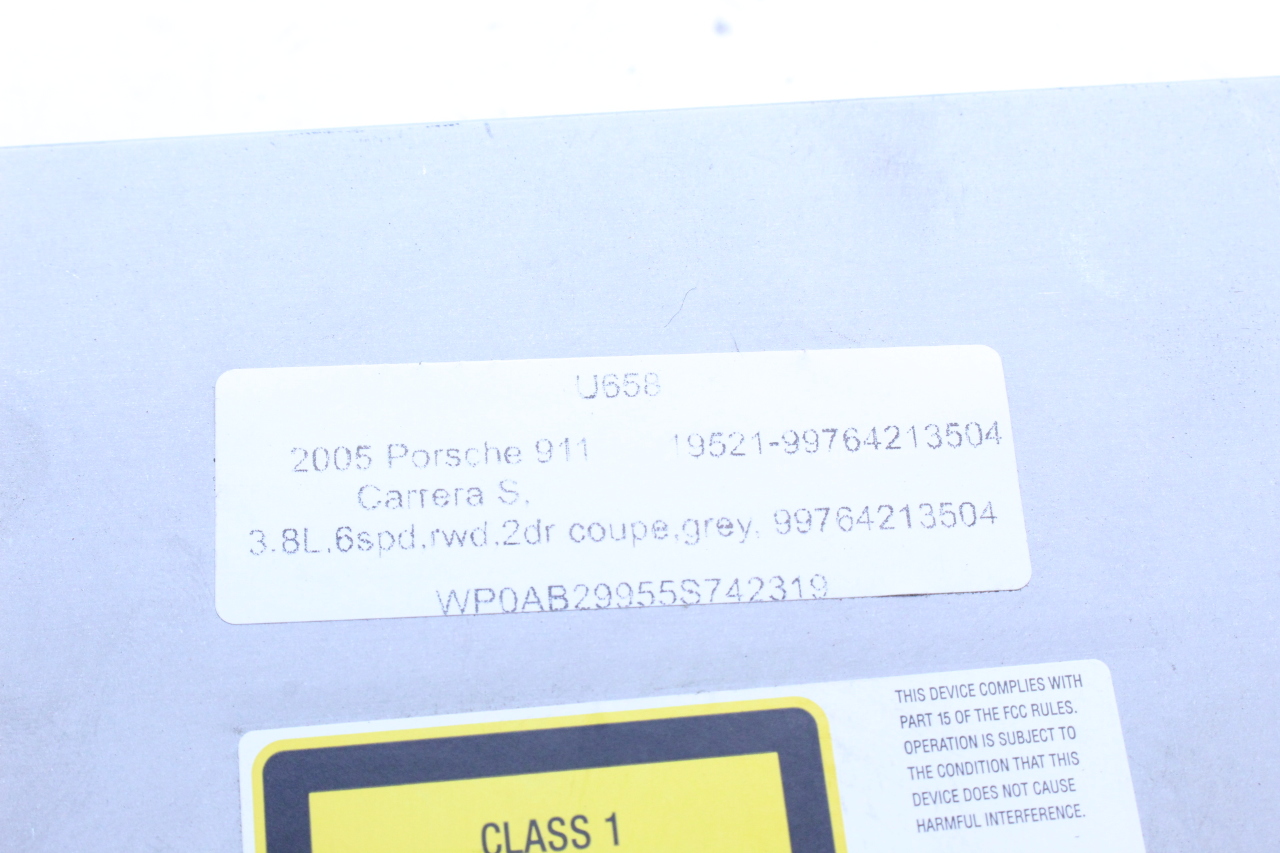 U658
2005 Porsche 911 19521-99764213504
Carrera S,
3.8L,6spd,rwd,2dr coupe,grey, 99764213504
WP0AB29955S742319
THIS DEVICE COMPLIES WITH
PART 15 OF THE FCC RULES.
OPERATION IS SUBJECT TO
THE CONDITION THAT THIS
DEVICE DOES NOT CAUSE
HARMFUL INTERFERENCE.
CLASS 1